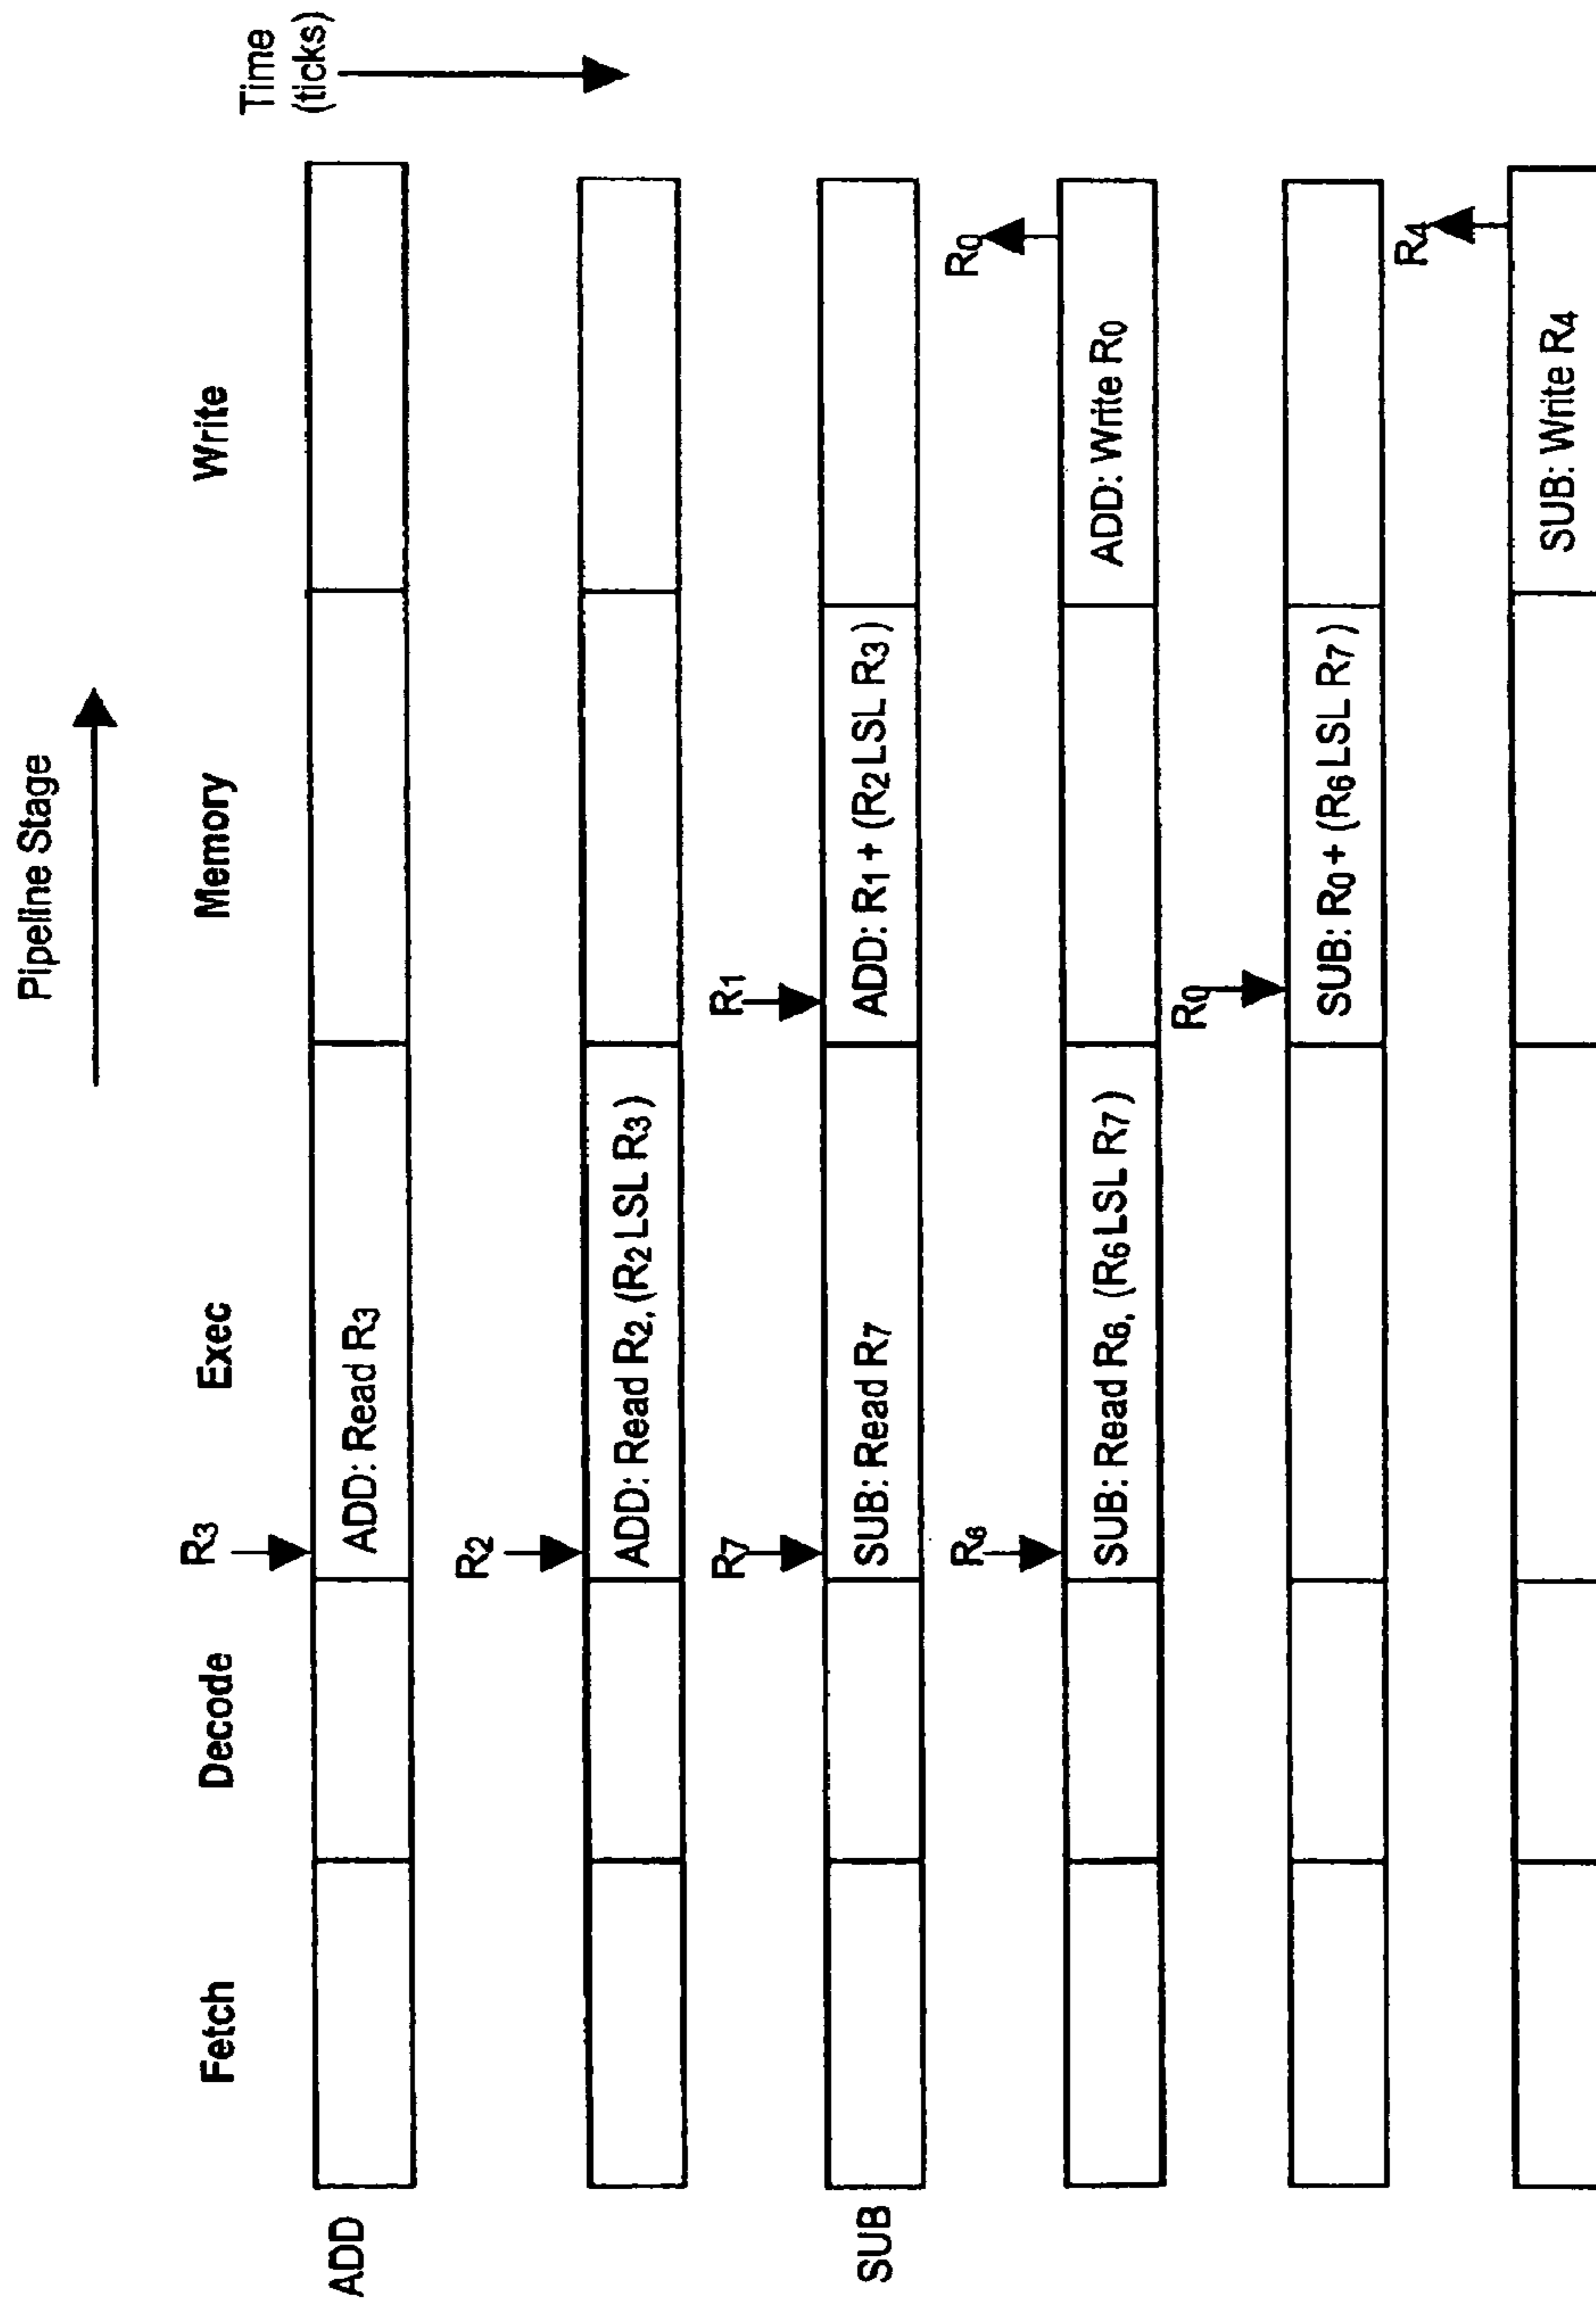 Pipeline Stage
Time
(ticks)
Fetch Decode Exec Memory Write
R3
ADD ADD: Read R3
R2
ADD: Read R2, (R2 LSL R3)
R7 R1
SUB SUB: Read R7 ADD: R1 + (R2 LSL R3)
R6 R0
SUB: Read R6, (R6 LSL R7) ADD: Write R0
R0
SUB: R0 + (R6 LSL R7)
R4
SUB: Write R4